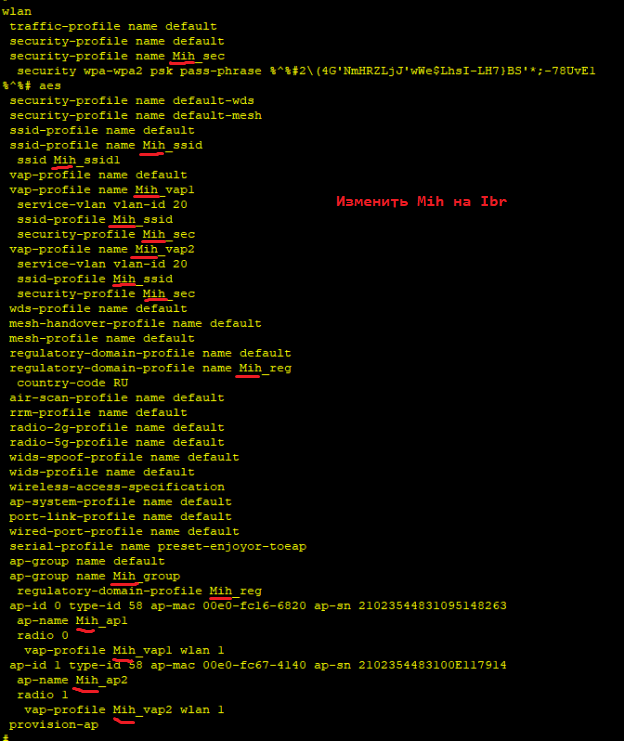 wlan
traffic-profile name default
security-profile name default
security-profile name Mih_sec
security wpa-wpa2 psk pass-phrase %^%#2\(4G'NmHRZLjJ'wWe$LhsI-LH7}BS'*;-78UvE1
%^%# aes
security-profile name default-wds
security-profile name default-mesh
ssid-profile name default
ssid-profile name Mih_ssid
ssid Mih_ssid1
vap-profile name default
vap-profile name Mih_vap1
service-vlan vlan-id 20
Изменить Mih на Ibr
ssid-profile Mih_ssid
security-profile Mih_sec
vap-profile name Mih_vap2
service-vlan vlan-id 20
ssid-profile Mih_ssid
security-profile Mih_sec
wds-profile name default
mesh-handover-profile name default
mesh-profile name default
regulatory-domain-profile name default
regulatory-domain-profile name Mih_reg
country-code RU
air-scan-profile name default
rrm-profile name default
radio-2g-profile name default
radio-5g-profile name default
wids-spoof-profile name default
wids-profile name default
wireless-access-specification
ap-system-profile name default
port-link-profile name default
wired-port-profile name default
serial-profile name preset-enjoyor-toeap
ap-group name default
ap-group name Mih_group
regulatory-domain-profile Mih_reg
ap-id 0 type-id 58 ap-mac 00e0-fc16-6820 ap-sn 21023544831095148263
ap-name Mih_ap1
radio 0
vap-profile Mih_vap1 wlan 1
ap-id 1 type-id 58 ap-mac 00e0-fc67-4140 ap-sn 2102354483100E117914
ap-name Mih_ap2
radio 1
vap-profile Mih_vap2 wlan 1
provision-ap
#